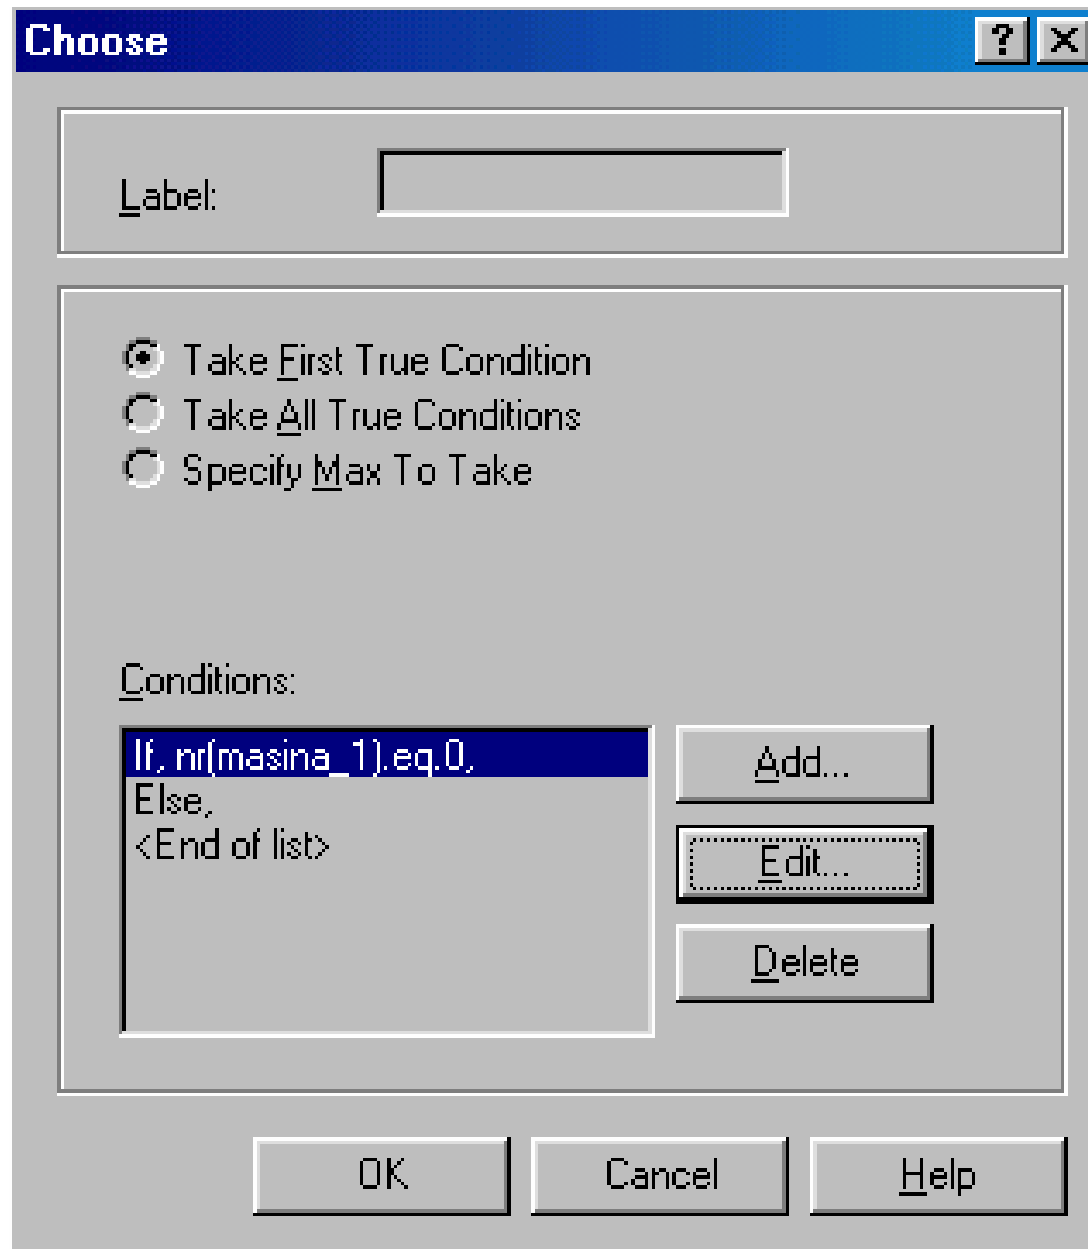 Choose
Label:
Take First True Condition
Take All True Conditions
Specify Max To Take
Conditions:
If, nr(masina_1).eq.0,
Else,
<End of list>
Add...
Edit...
Delete
OK
Cancel
Help